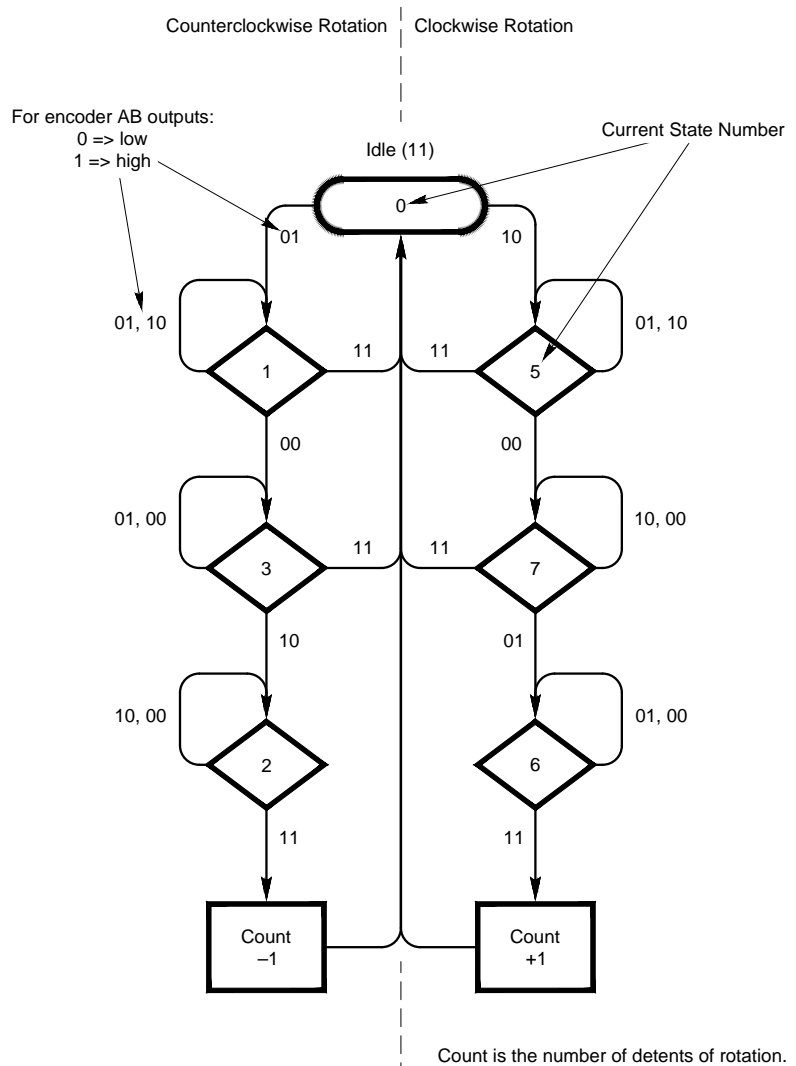 Counterclockwise Rotation
Clockwise Rotation
For encoder AB outputs:
0 => low
1 => high
Current State Number
Idle (11)
0
01
10
01, 10
01, 10
1
11
11
5
00
00
01, 00
10, 00
3
11
11
7
10
01
10, 00
01, 00
2
6
11
11
Count
–1
Count
+1
Count is the number of detents of rotation.